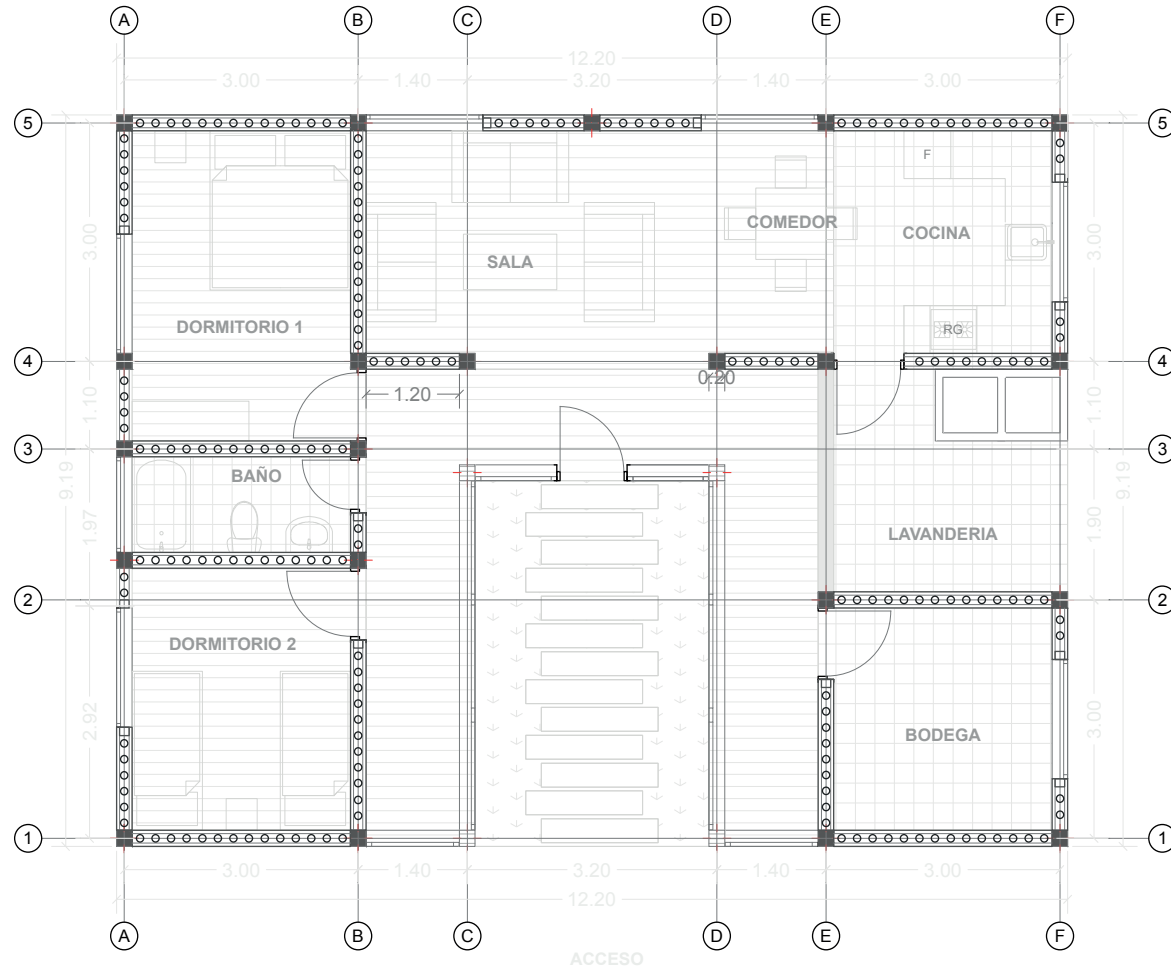 A B C D E F
12.20
3.00 1.40 3.20 1.40 3.00
5 5
F
COMEDOR COCINA
3.00 SALA 3.00
DORMITORIO 1 RG
4 4
0.20
1.20
1.10 1.10
3 3
BAÑO
9.19 9.19
1.97 LAVANDERIA 1.90
2 2
DORMITORIO 2
2.92 BODEGA 3.00
1 1
3.00 1.40 3.20 1.40 3.00
12.20
A B C D E F
ACCESO